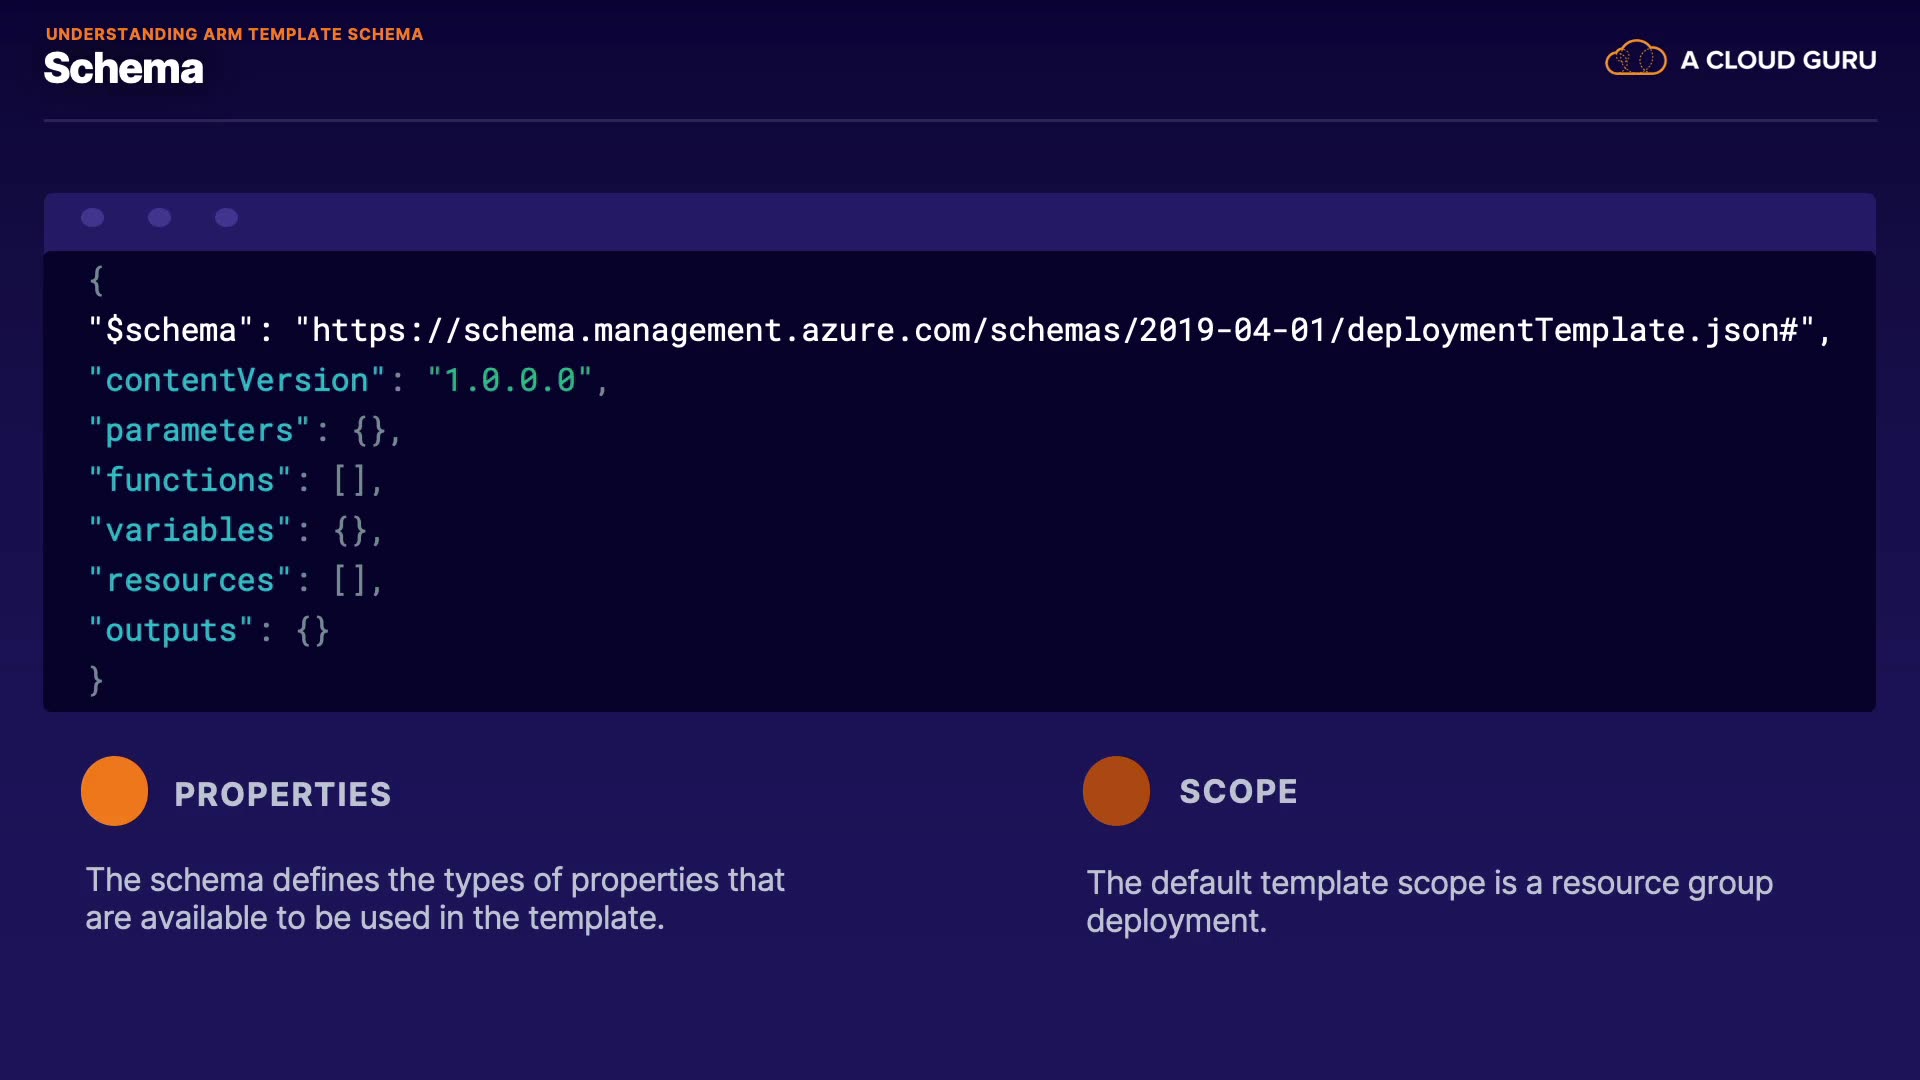 UNDERSTANDING ARM TEMPLATE SCHEMA
Schema
A CLOUD GURU
{
"$schema": "https://schema.management.azure.com/schemas/2019-04-01/deploymentTemplate.json#",
"contentVersion": "1.0.0.0",
"parameters": {},
"functions": [],
"variables": {},
"resources": [],
"outputs": {}
}
PROPERTIES
The schema defines the types of properties that
are available to be used in the template.
SCOPE
The default template scope is a resource group
deployment.